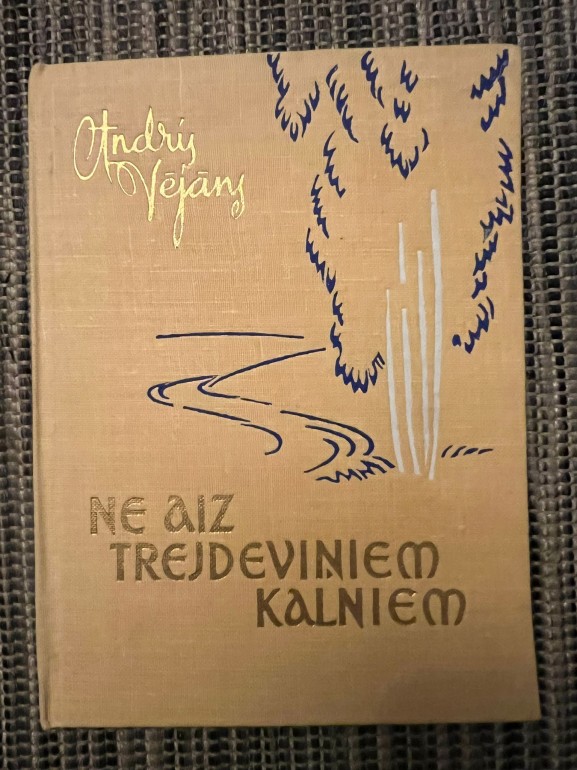 Andris
Vējāns
NE AIZ
TREJDEVIŅIEM
KALNIEM